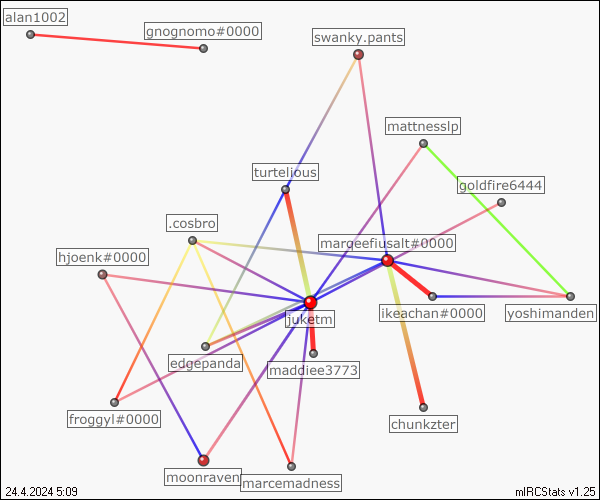 alan1002
gnognomo#0000
swanky.pants
mattnesslp
turtelious
goldfire6444
.cosbro
marqeefiusalt#0000
hjoenk#0000
juketm
ikeachan#0000
yoshimanden
edgepanda
maddiee3773
froggyl#0000
chunkzter
moonraven
marcemadness
24.4.2024 5:09
mIRCStats v1.25